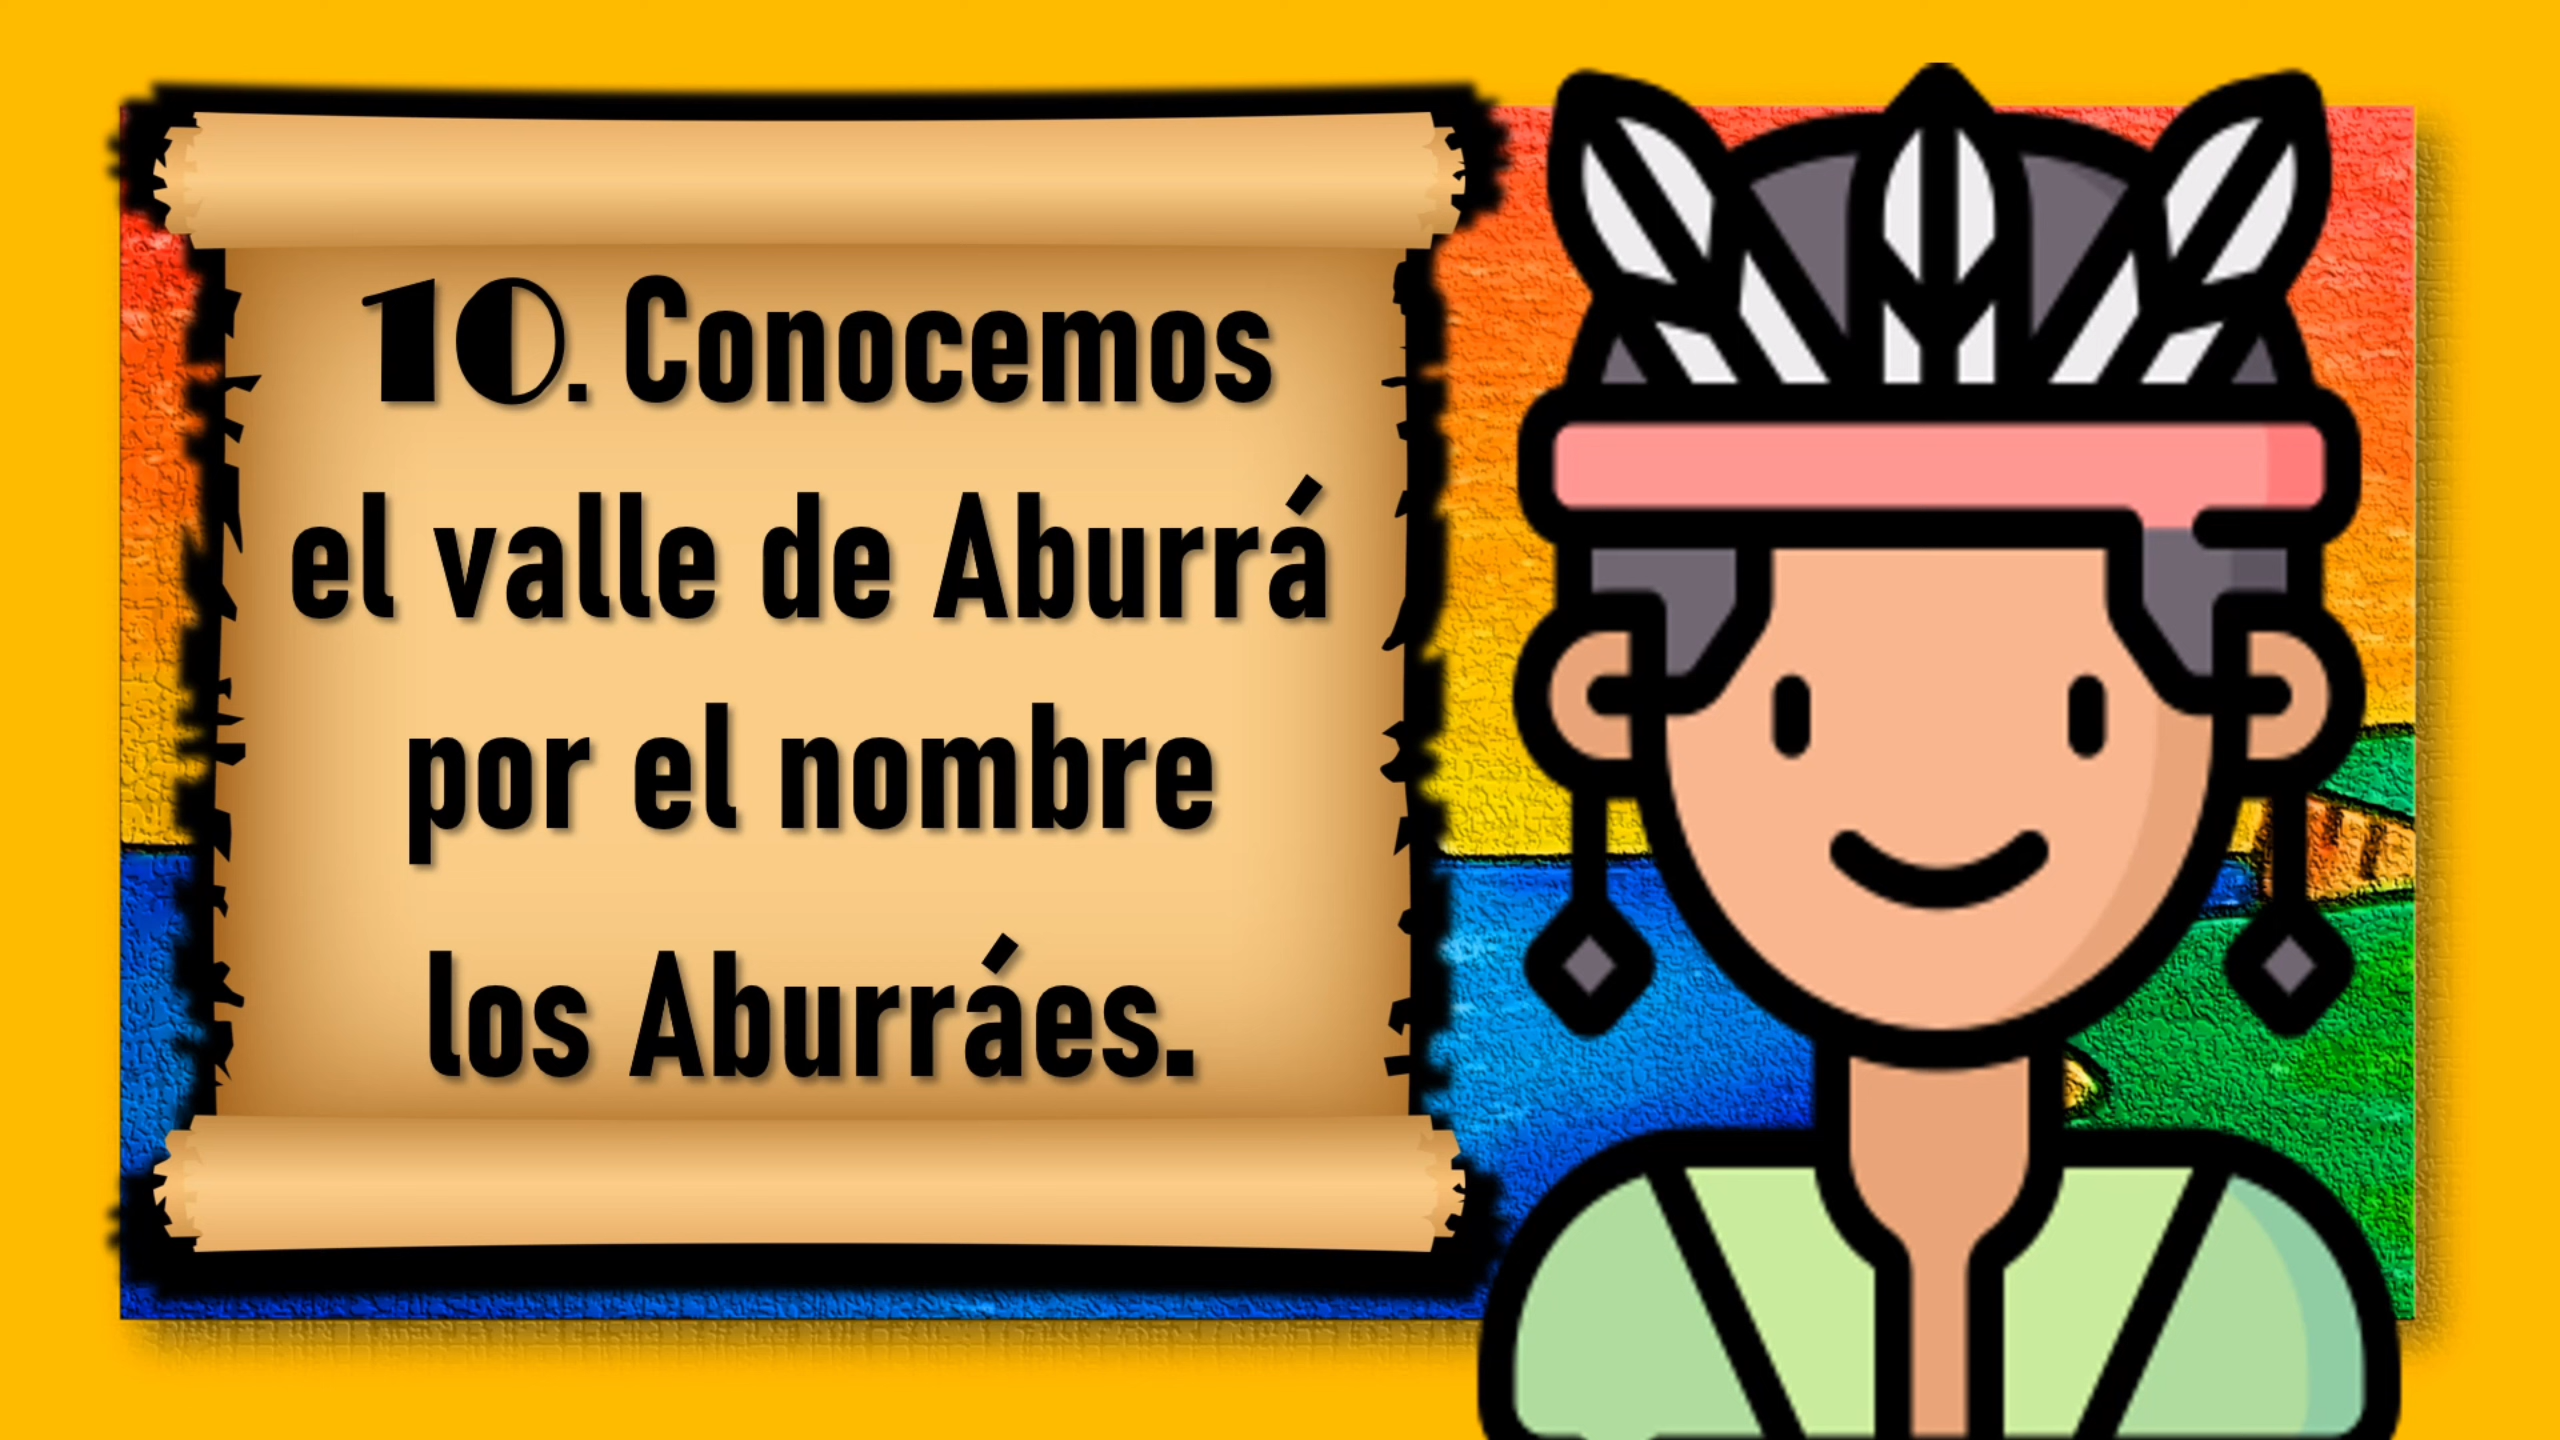 10. Conocemos
el valle de Aburrá
por el nombre
los Aburráes.